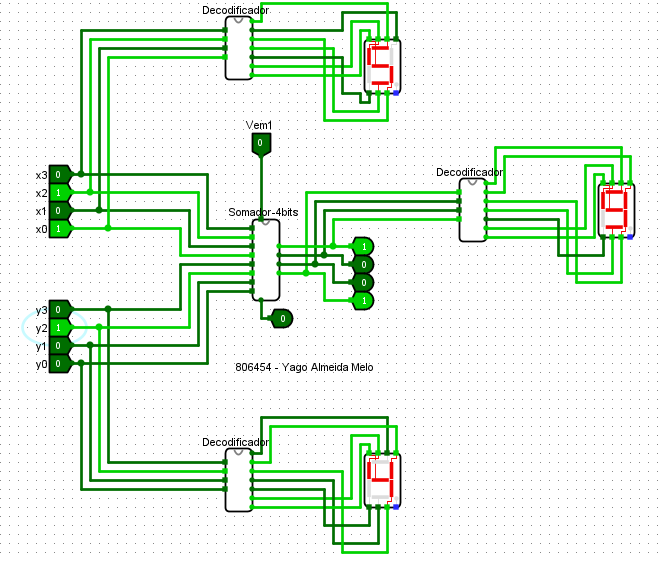 Decodificador
Vem1
0
x3 0
x2 1
x1 0
x0 1
Decodificador
Somador-4bits
1
0
0
1
y3 0
y2 1
y1 0
y0 0
0
806454 - Yago Almeida Melo
Decodificador